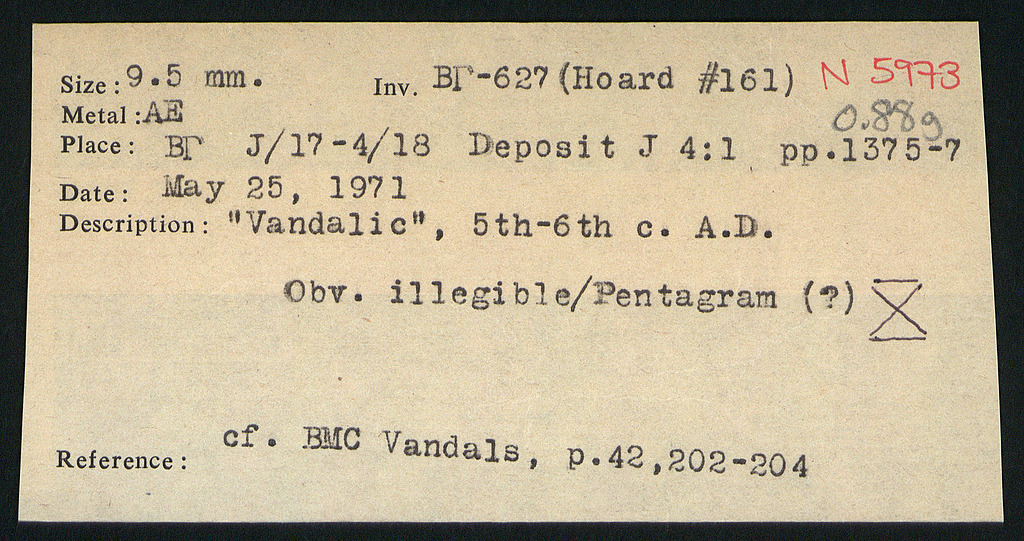 Size: 9.5 mm. Inv. ΒΓ-627 (Hoard #161) N 5973
Metal: AE 0.88g
Place: ΒΓ J/17-4/18 Deposit J 4:1 pp.1375-7
Date: May 25, 1971
Description: "Vandalic", 5th-6th c. A.D.
Obv. illegible/Pentagram (?)
Reference: cf. BMC Vandals, p.42,202-204